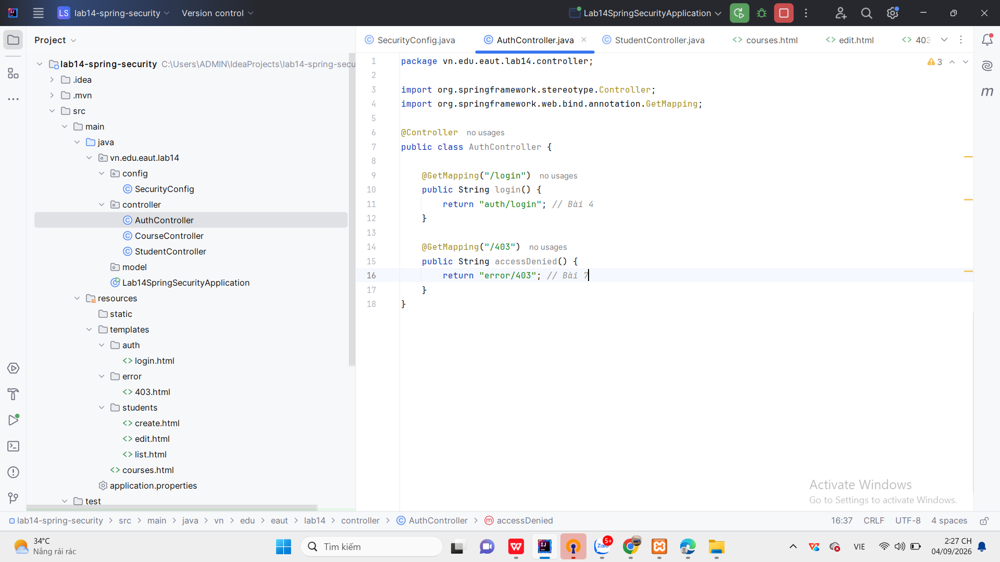 LS lab14-spring-security
Version control
Lab14SpringSecurityApplication
Project
lab14-spring-security C:\Users\ADMIN\IdeaProjects\lab14-spring-secu
.idea
.mvn
src
main
java
vn.edu.eaut.lab14
config
SecurityConfig
controller
AuthController
CourseController
StudentController
model
Lab14SpringSecurityApplication
resources
static
templates
auth
login.html
error
403.html
students
create.html
edit.html
list.html
courses.html
application.properties
test
SecurityConfig.java
AuthController.java
StudentController.java
courses.html
edit.html
403
3
1 package vn.edu.eaut.lab14.controller;
2
3 import org.springframework.stereotype.Controller;
4 import org.springframework.web.bind.annotation.GetMapping;
5
6 @Controller no usages
7 public class AuthController {
8
9 @GetMapping("/login") no usages
10 public String login() {
11 return "auth/login"; // Bài 4
12 }
13
14 @GetMapping("/403") no usages
15 public String accessDenied() {
16 return "error/403"; // Bài 7
17 }
18 }
Activate Windows
Go to Settings to activate Windows.
lab14-spring-security > src > main > java > vn > edu > eaut > lab14 > controller > AuthController > accessDenied
16:37 CRLF UTF-8 4 spaces
34°C
Nắng rải rác
Tìm kiếm
Zalo
5+
VIE
2:27 CH
04/09/2026